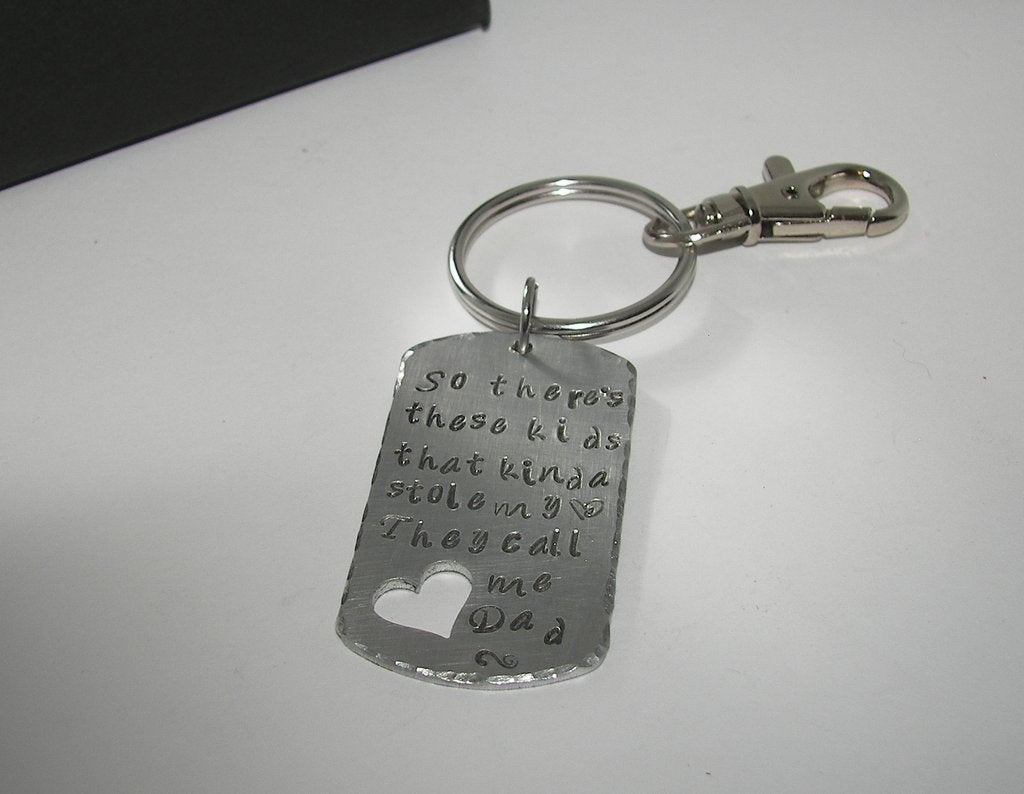 So there's
these kids
that kinda
stole my ♡
They call
me
Dad
~